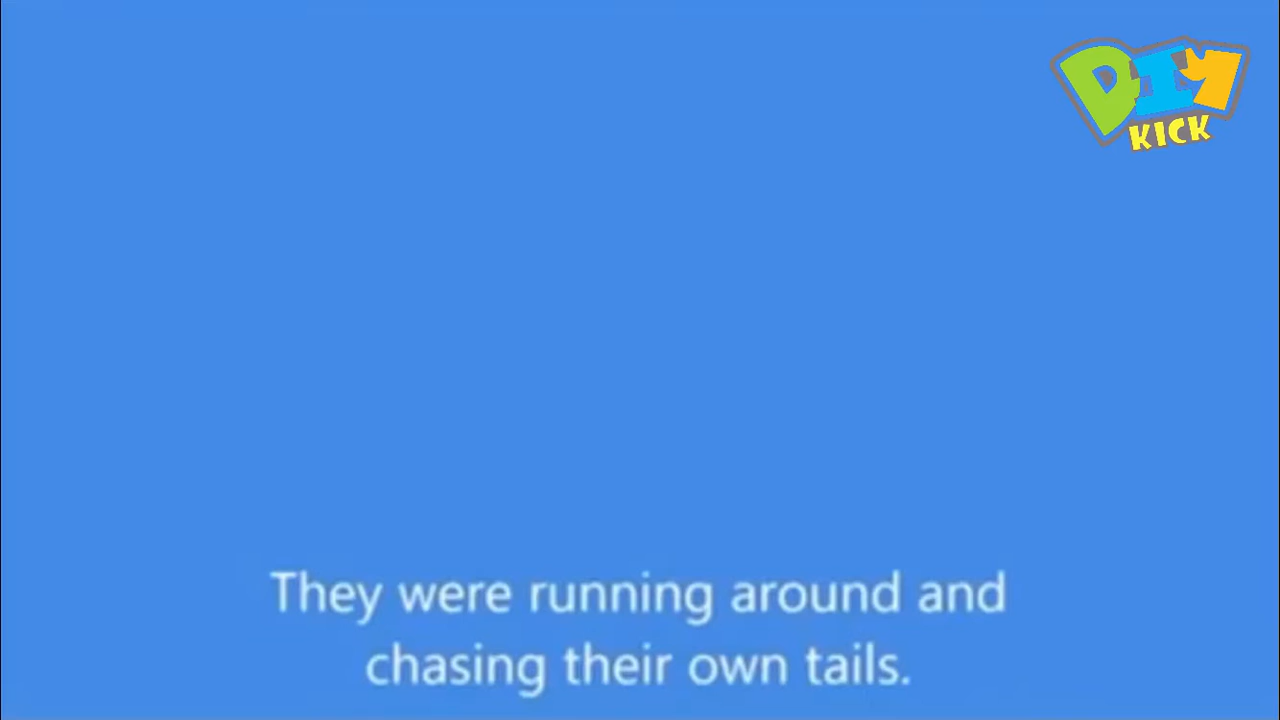 DIY
KICK
They were running around and
chasing their own tails.